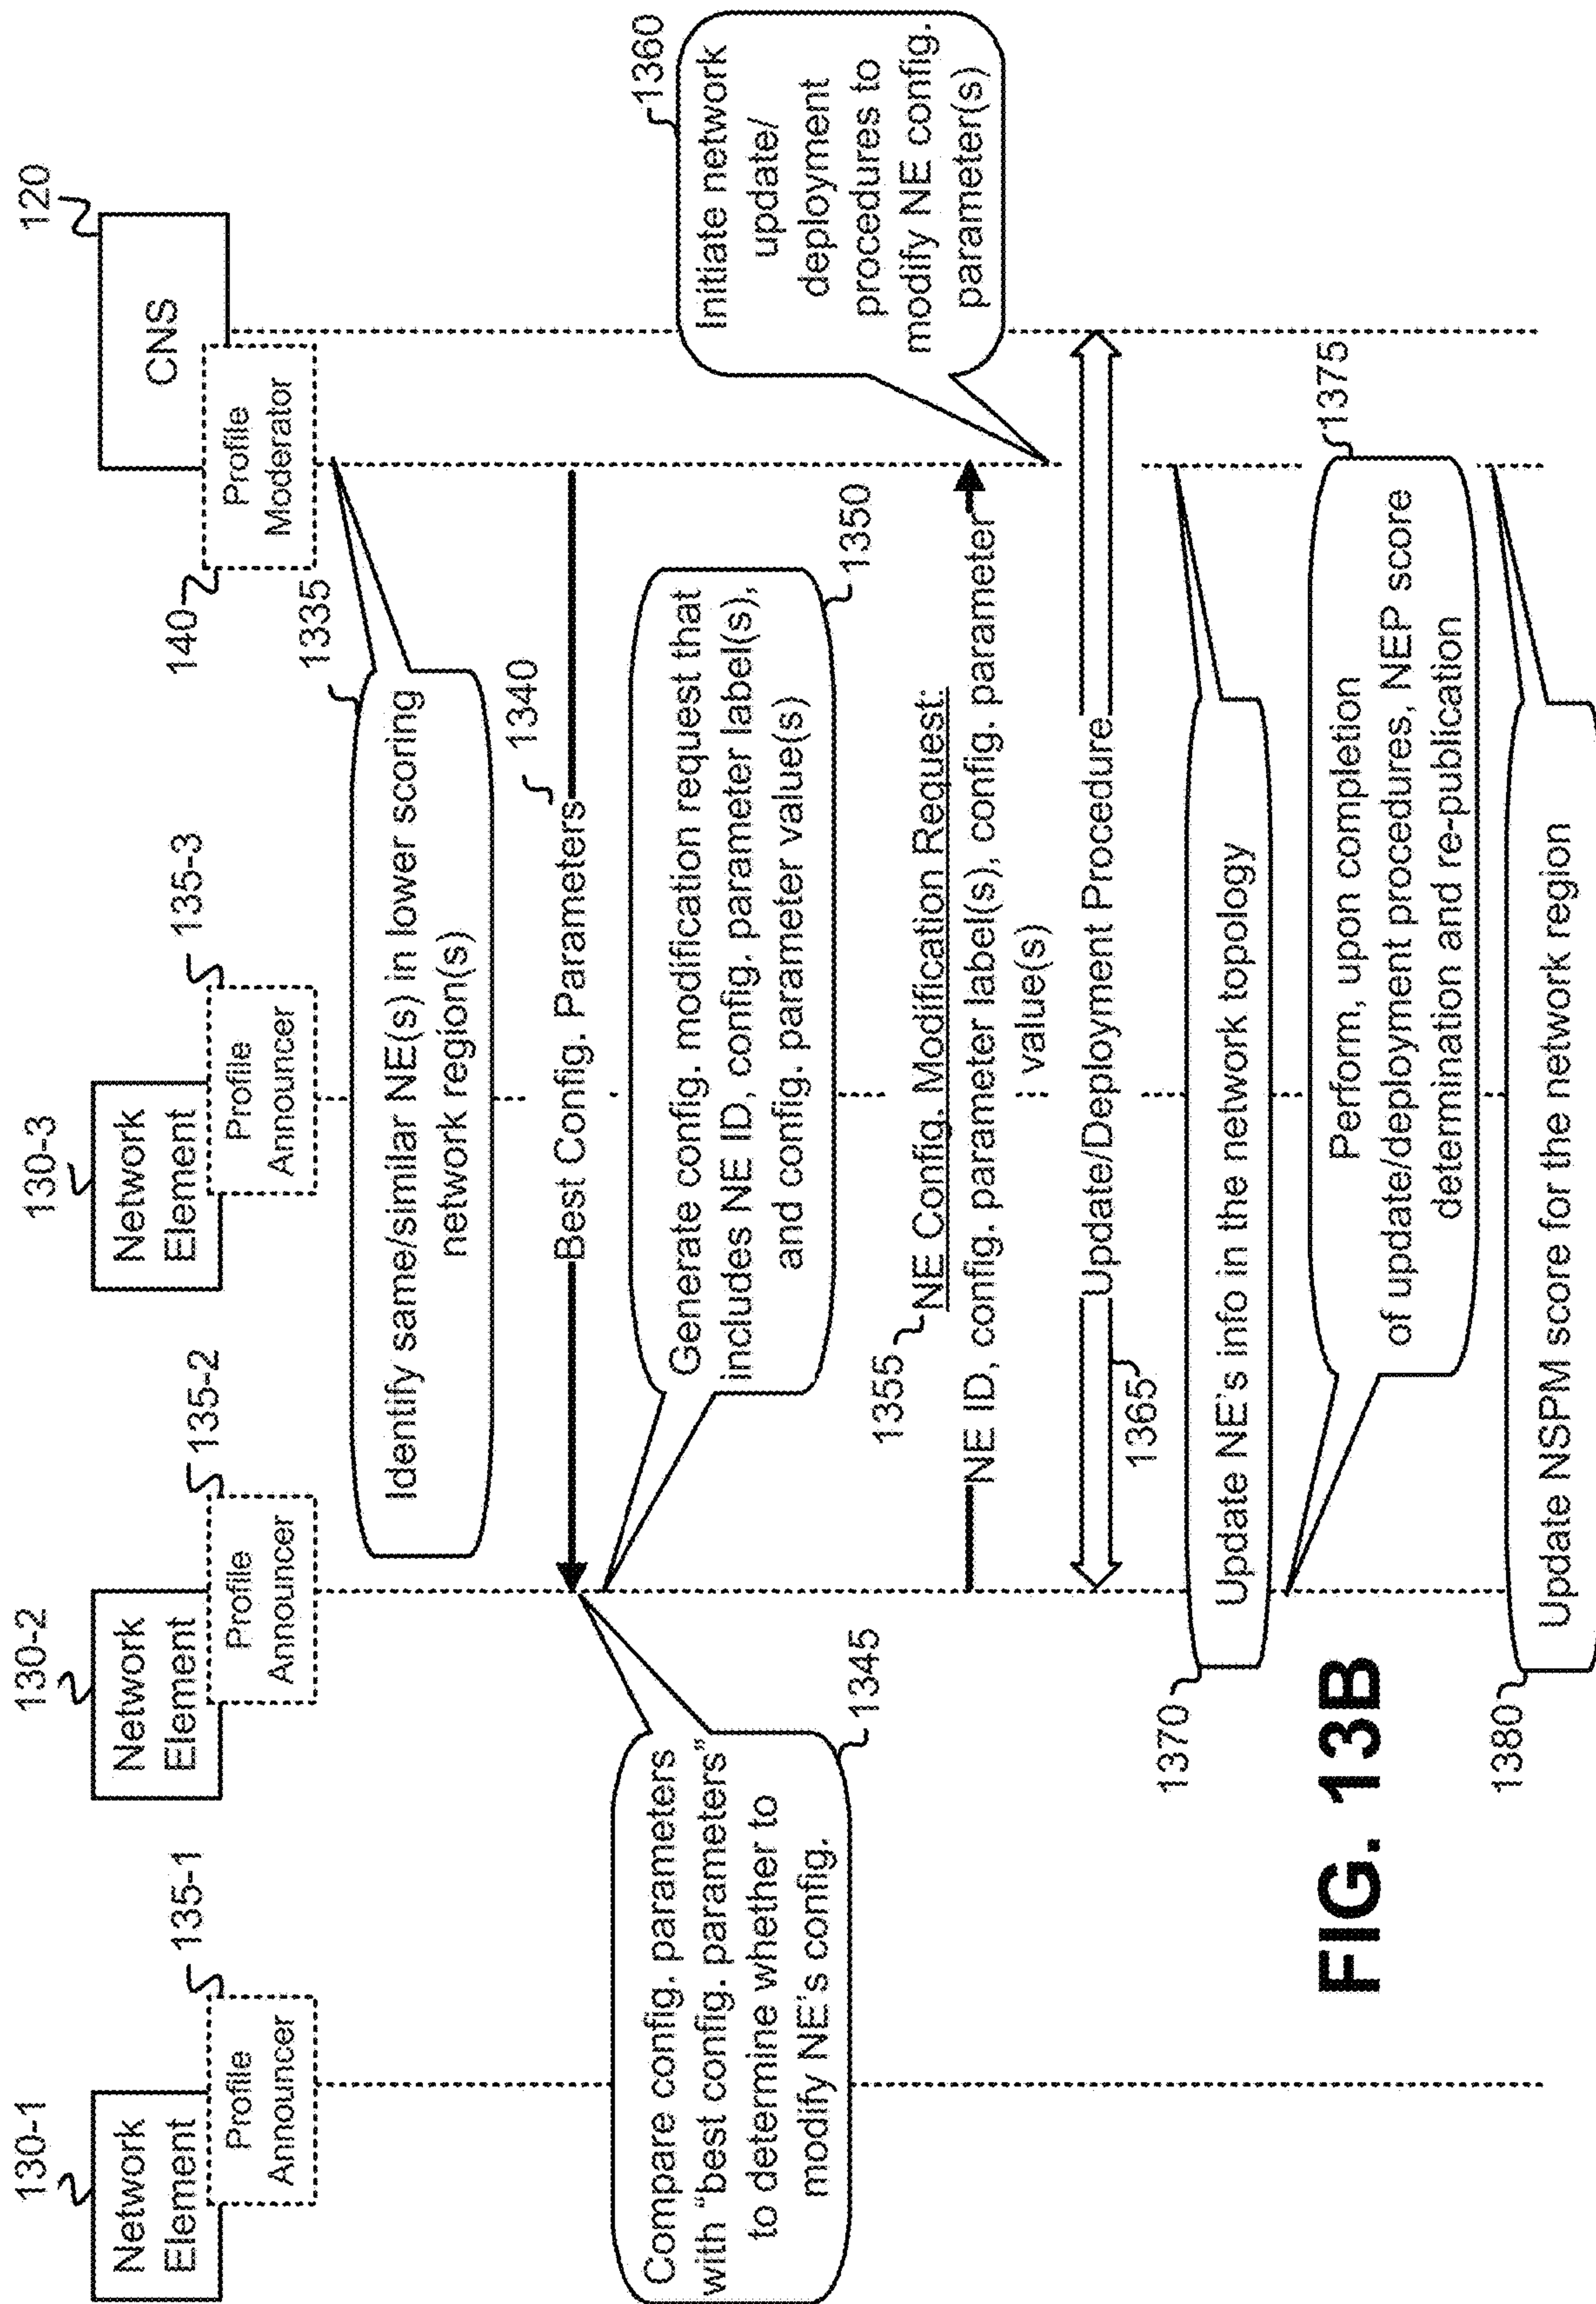 130-1
Network
Element
Profile
Announcer
135-1
130-2
Network
Element
Profile
Announcer
135-2
130-3
Network
Element
Profile
Announcer
135-3
120
CNS
Profile
Moderator
140
1335
Identify same/similar NE(s) in lower scoring
network region(s)
1340
Best Config. Parameters
Compare config. parameters
with “best config. parameters”
to determine whether to
modify NE’s config.
1345
Generate config. modification request that
includes NE ID, config. parameter label(s),
and config. parameter value(s)
1350
1355
NE Config. Modification Request:
NE ID, config. parameter label(s), config. parameter
value(s)
1360
Initiate network
update/
deployment
procedures to
modify NE config.
parameter(s)
Update/Deployment Procedure
1365
1370
Update NE’s info in the network topology
1375
Perform, upon completion
of update/deployment procedures, NEP score
determination and re-publication
1380
Update NSPM score for the network region
FIG. 13B